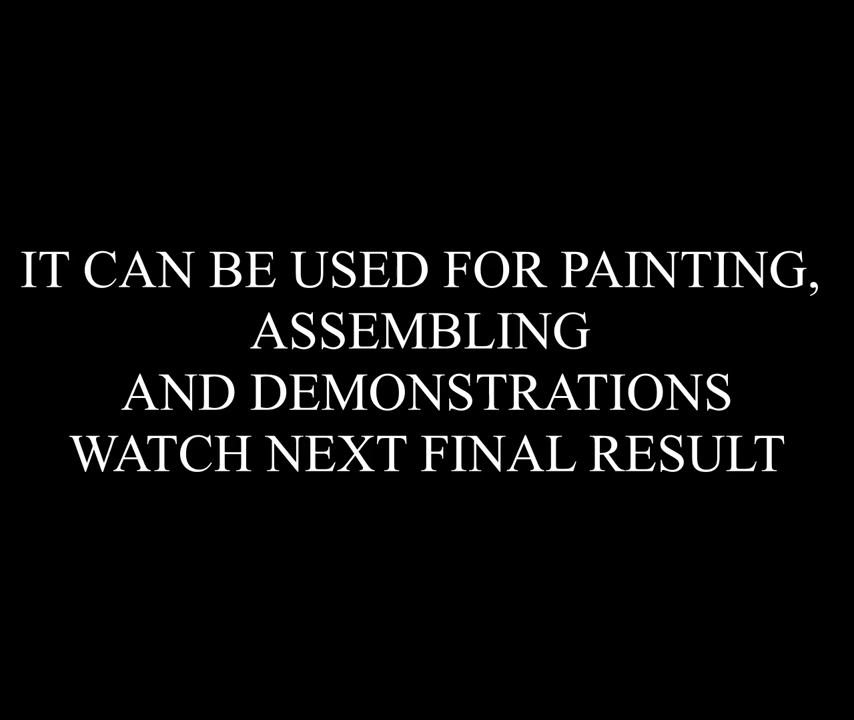 IT CAN BE USED FOR PAINTING,
ASSEMBLING
AND DEMONSTRATIONS
WATCH NEXT FINAL RESULT